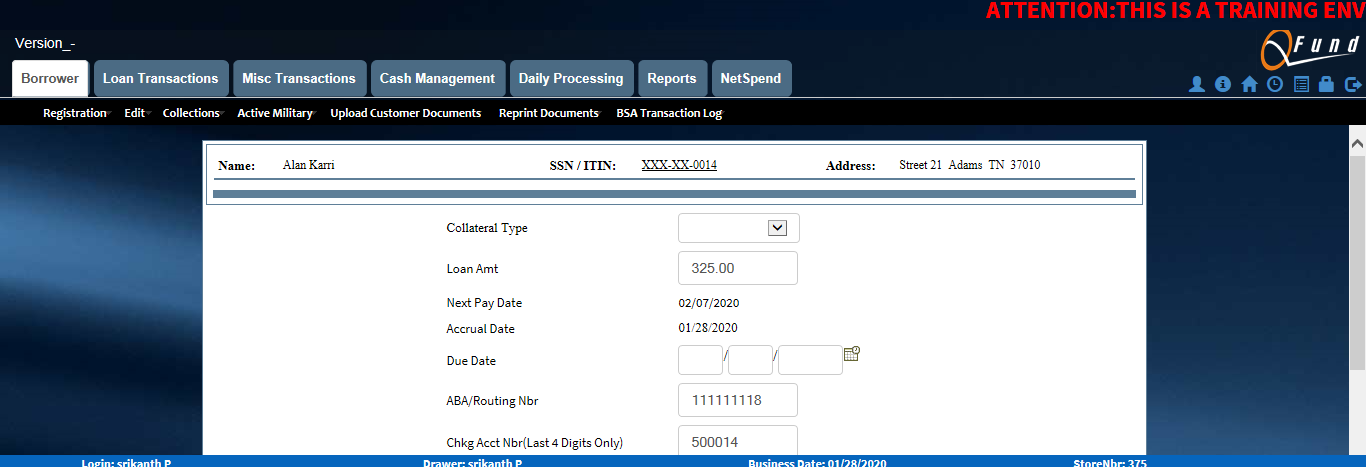 ATTENTION:THIS IS A TRAINING ENV
Version_-
QFund
Borrower Loan Transactions Misc Transactions Cash Management Daily Processing Reports NetSpend
Registration Edit Collections Active Military Upload Customer Documents Reprint Documents BSA Transaction Log
Name: Alan Karri SSN / ITIN: XXX-XX-0014 Address: Street 21 Adams TN 37010
Collateral Type
Loan Amt 325.00
Next Pay Date 02/07/2020
Accrual Date 01/28/2020
Due Date / /
ABA/Routing Nbr 111111118
Chkg Acct Nbr(Last 4 Digits Only) 500014
Login: srikanth P Drawer: srikanth P Business Date: 01/28/2020 StoreNbr: 375